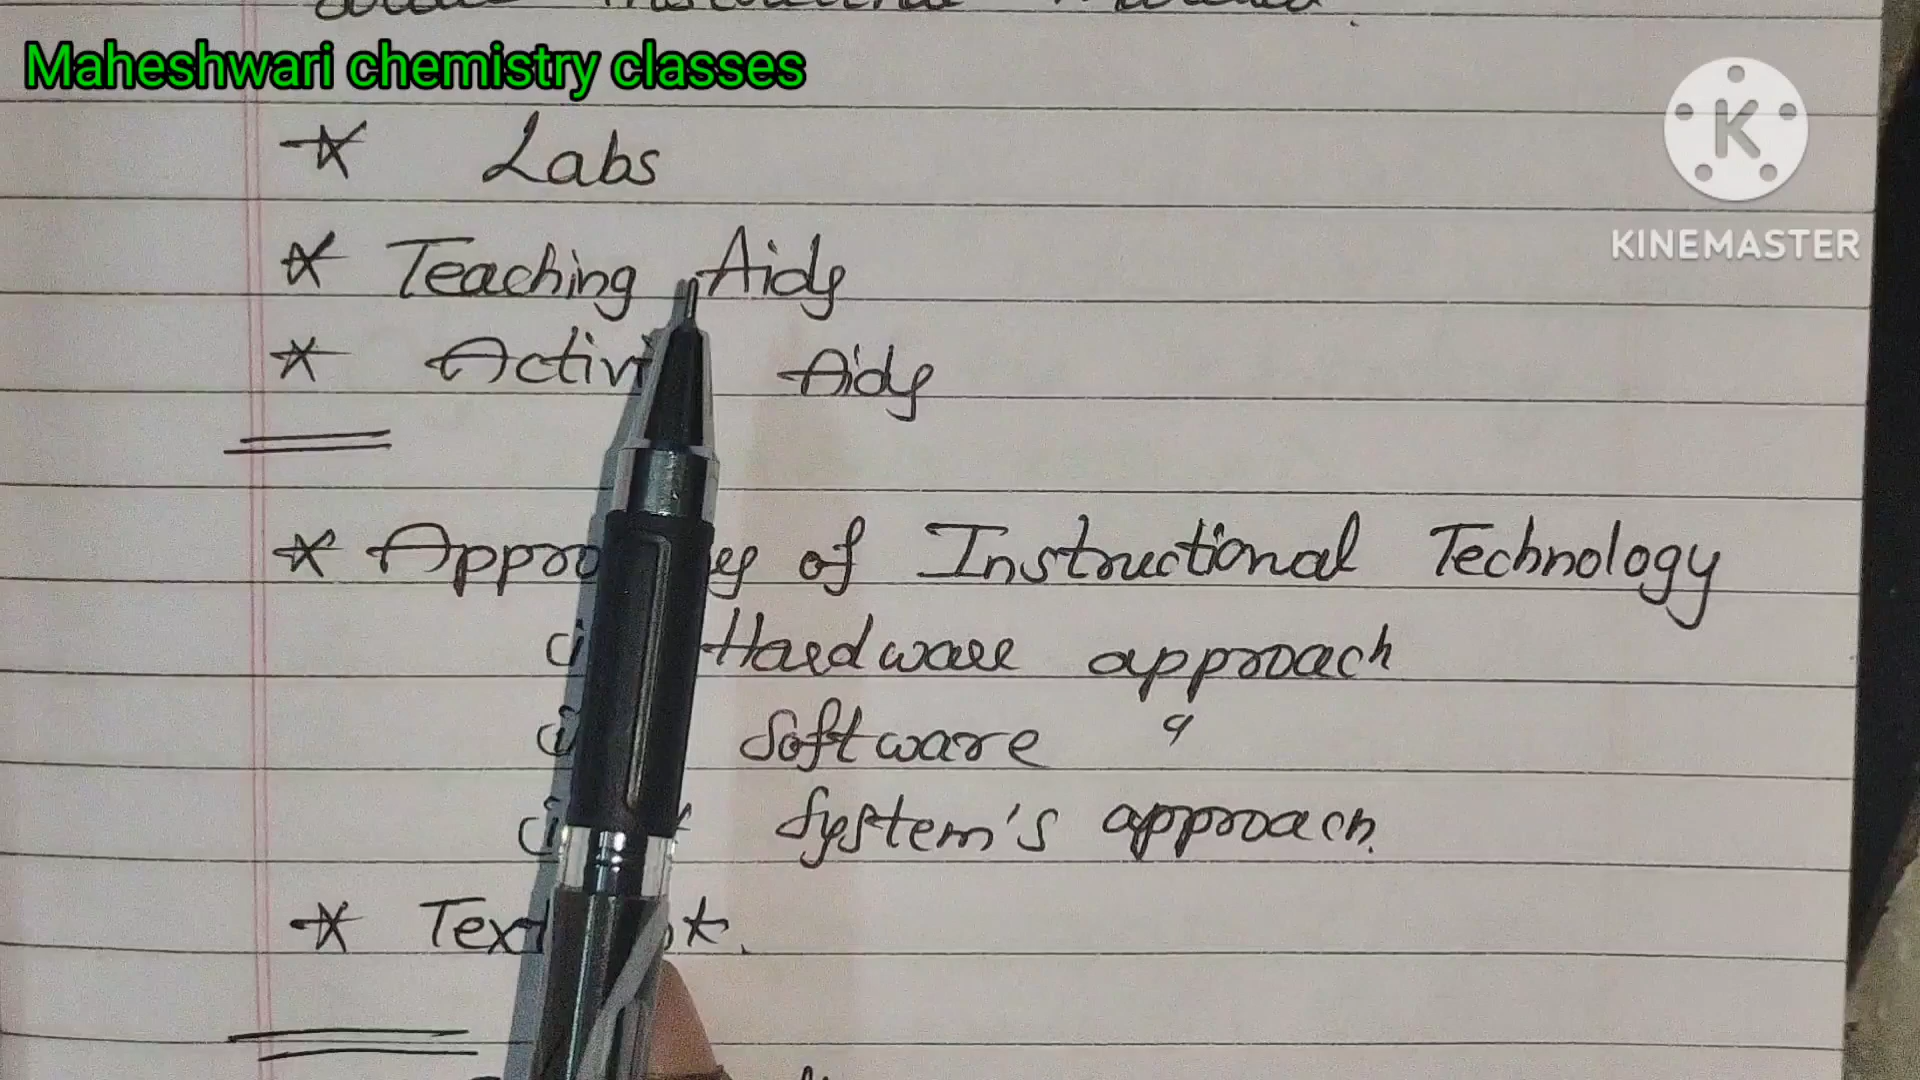 Maheshwari chemistry classes
K
KINEMASTER
* Labs
* Teaching Aids
* Aids
* of Instructional Technology
Hardware approach
Software "
System's approach.
*